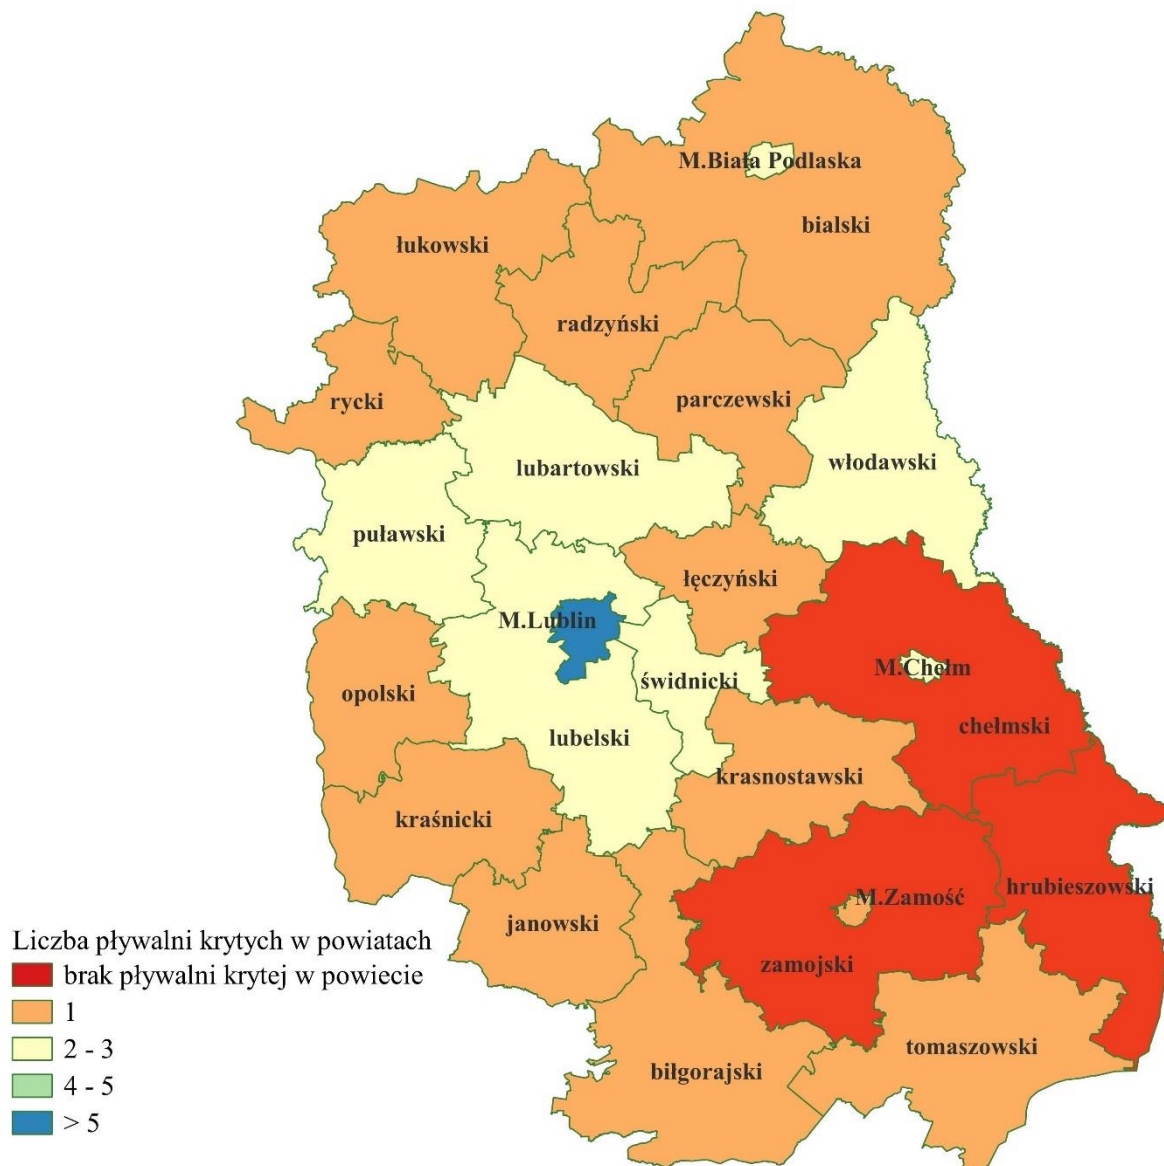 M.Biała Podlaska
bialski
łukowski
radzyński
rycki
parczewski
lubartowski
włodawski
puławski
łęczyński
M.Lublin
M.Chełm
świdnicki
opolski
chełmski
lubelski
krasnostawski
kraśnicki
hrubieszowski
M.Zamość
janowski
zamojski
tomaszowski
biłgorajski
Liczba pływalni krytych w powiatach
brak pływalni krytej w powiecie
1
2 - 3
4 - 5
> 5